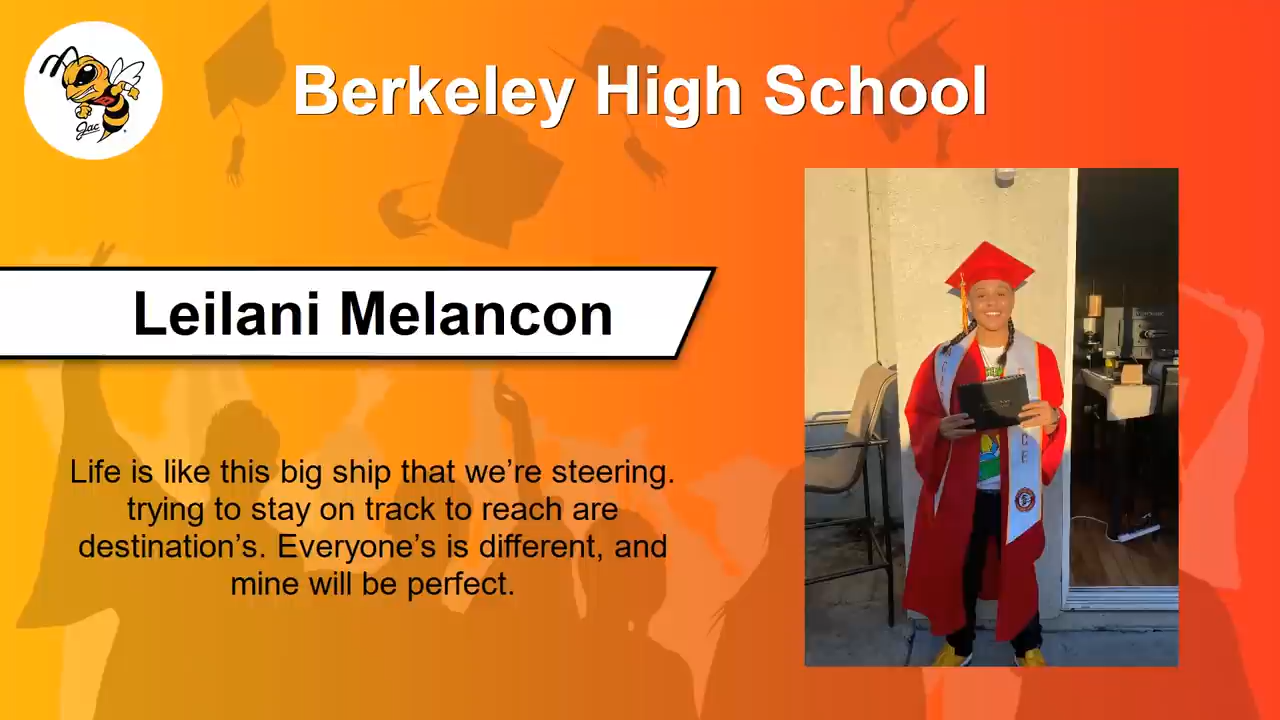 Berkeley High School
Jac
Leilani Melancon
Life is like this big ship that we’re steering.
trying to stay on track to reach are
destination’s. Everyone’s is different, and
mine will be perfect.